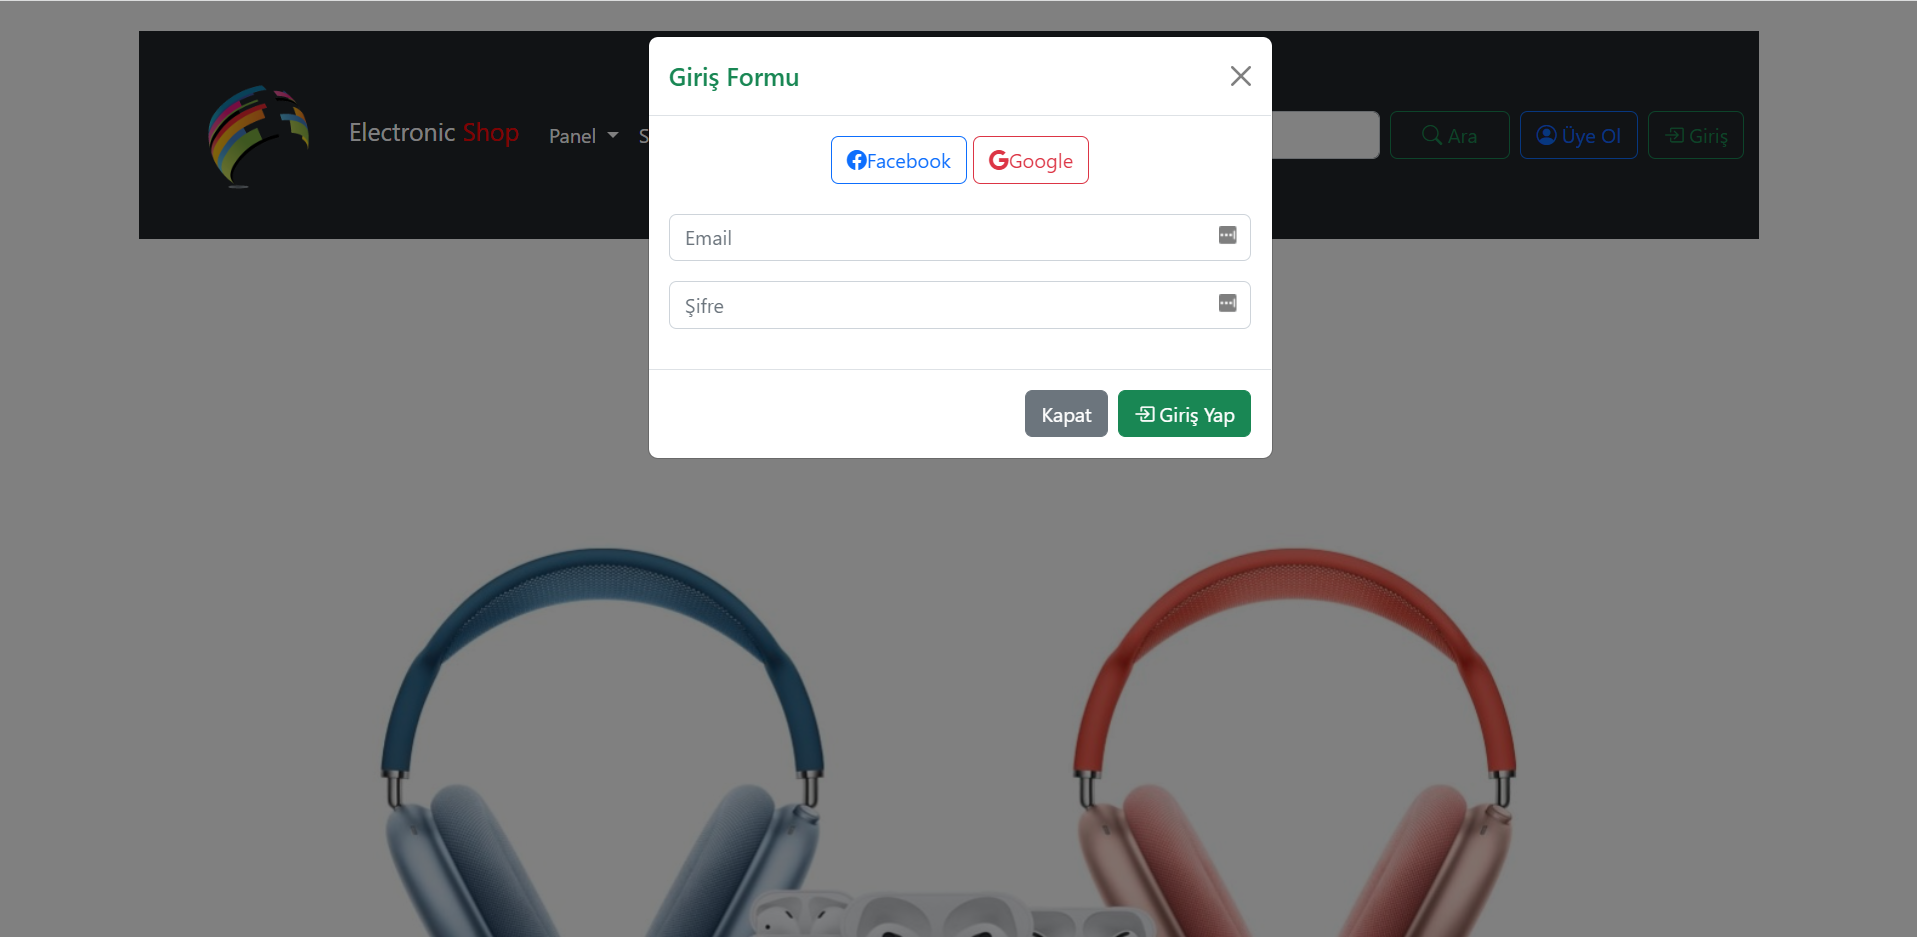 Giriş Formu
Electronic Shop
Panel
S
Facebook
Google
Ara
Üye Ol
Giriş
Email
Şifre
Kapat
Giriş Yap